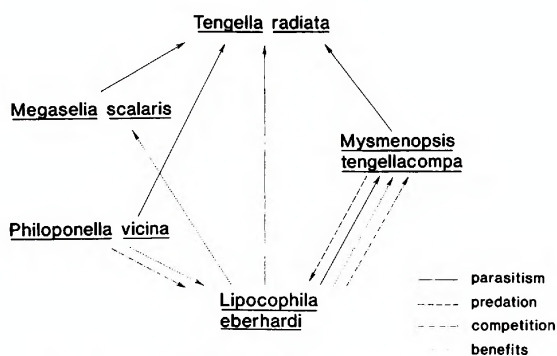 Tengella radiata
Megaselia scalaris
Mysmenopsis
tengellacompa
Philoponella vicina
Lipocophila
eberhardi
parasitism
predation
competition
benefits